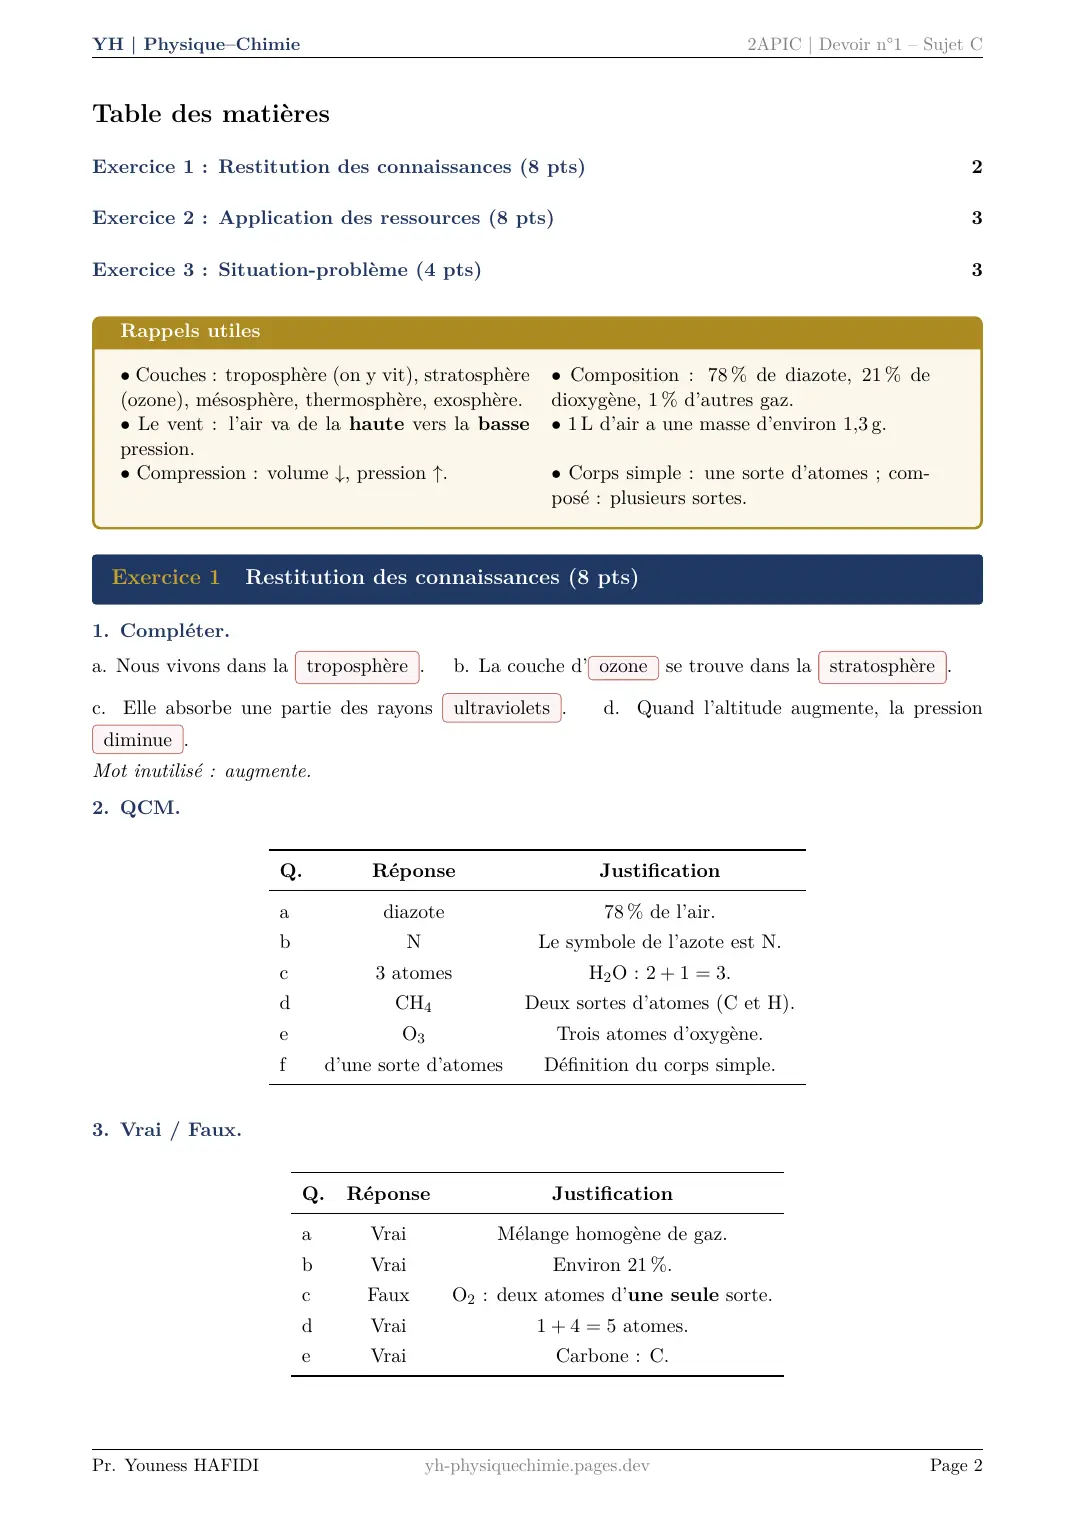 YH | Physique–Chimie 2APIC | Devoir n°1 – Sujet C
Table des matières
Exercice 1 : Restitution des connaissances (8 pts) 2
Exercice 2 : Application des ressources (8 pts) 3
Exercice 3 : Situation-problème (4 pts) 3
Rappels utiles
• Couches : troposphère (on y vit), stratosphère
(ozone), mésosphère, thermosphère, exosphère.
• Le vent : l'air va de la haute vers la basse
pression.
• Compression : volume ↓, pression ↑.
• Composition : 78 % de diazote, 21 % de
dioxygène, 1 % d'autres gaz.
• 1 L d'air a une masse d'environ 1,3 g.
• Corps simple : une sorte d'atomes ; com-
posé : plusieurs sortes.
Exercice 1 Restitution des connaissances (8 pts)
1. Compléter.
a. Nous vivons dans la troposphère . b. La couche d' ozone se trouve dans la stratosphère .
c. Elle absorbe une partie des rayons ultraviolets . d. Quand l'altitude augmente, la pression
diminue .
Mot inutilisé : augmente.
2. QCM.
Q. Réponse Justification
a diazote 78 % de l'air.
b N Le symbole de l'azote est N.
c 3 atomes H₂O : 2 + 1 = 3.
d CH₄ Deux sortes d'atomes (C et H).
e O₃ Trois atomes d'oxygène.
f d'une sorte d'atomes Définition du corps simple.
3. Vrai / Faux.
Q. Réponse Justification
a Vrai Mélange homogène de gaz.
b Vrai Environ 21 %.
c Faux O₂ : deux atomes d'une seule sorte.
d Vrai 1 + 4 = 5 atomes.
e Vrai Carbone : C.
Pr. Youness HAFIDI yh-physiquechimie.pages.dev Page 2